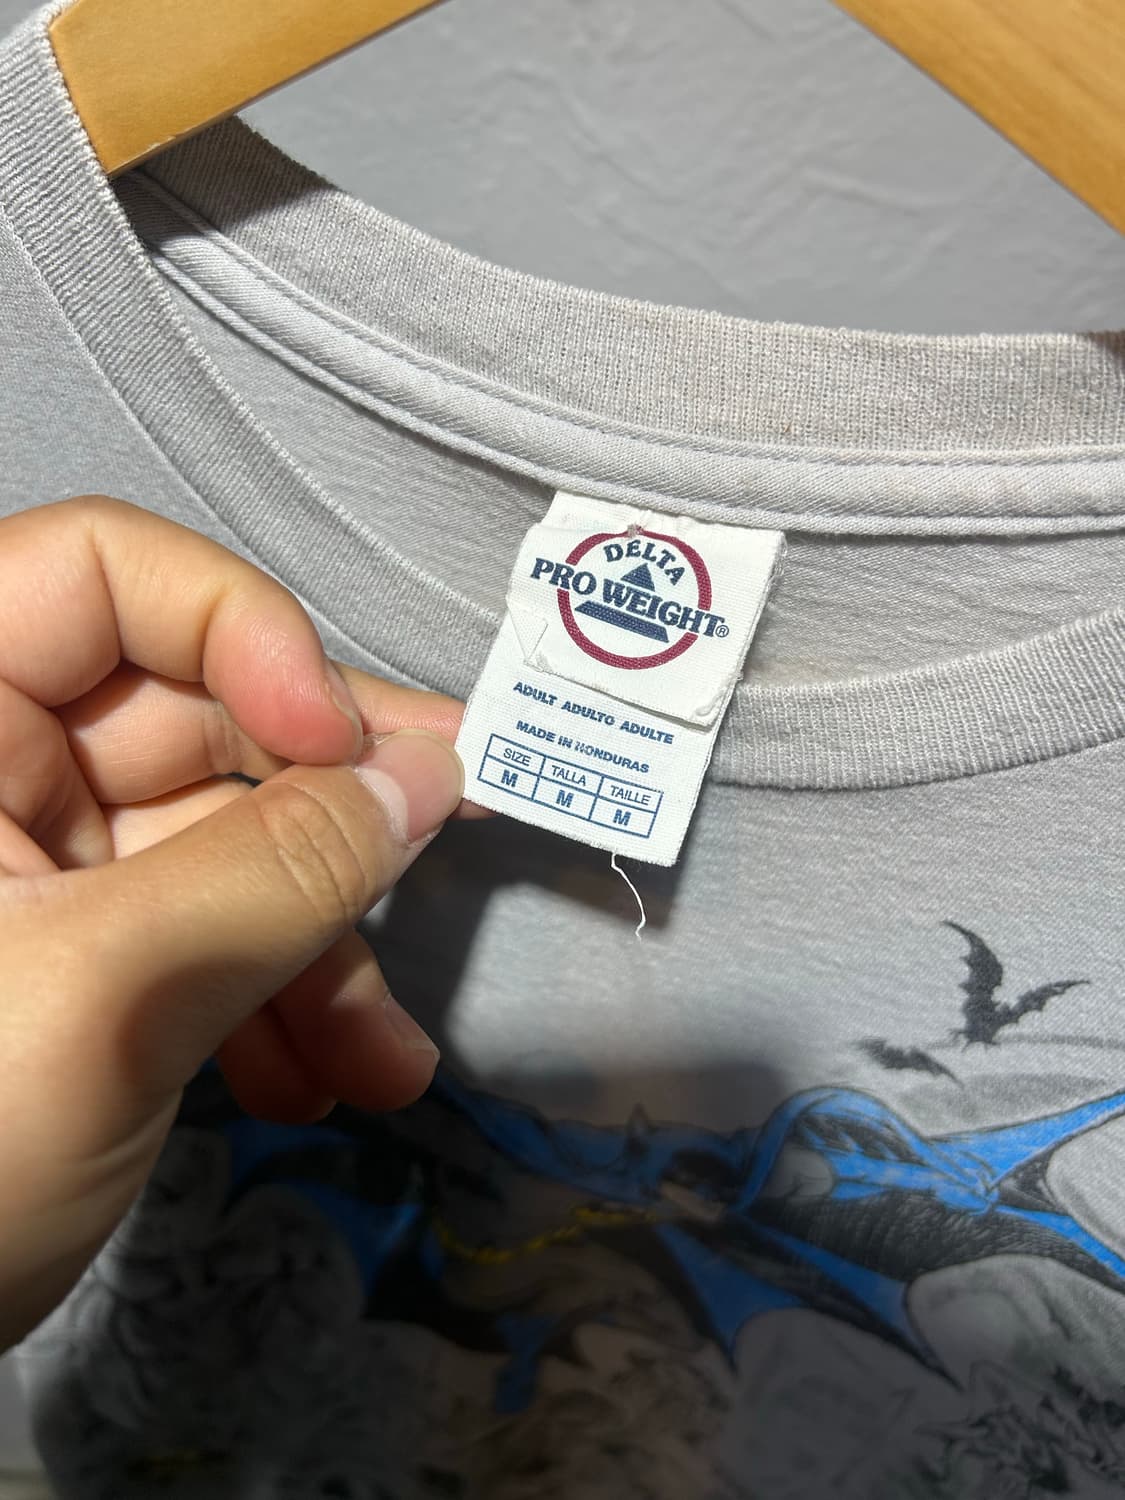 DELTA
PRO WEIGHT®
ADULT ADULTO ADULTE
MADE IN HONDURAS
SIZE TALLA TAILLE
M M M